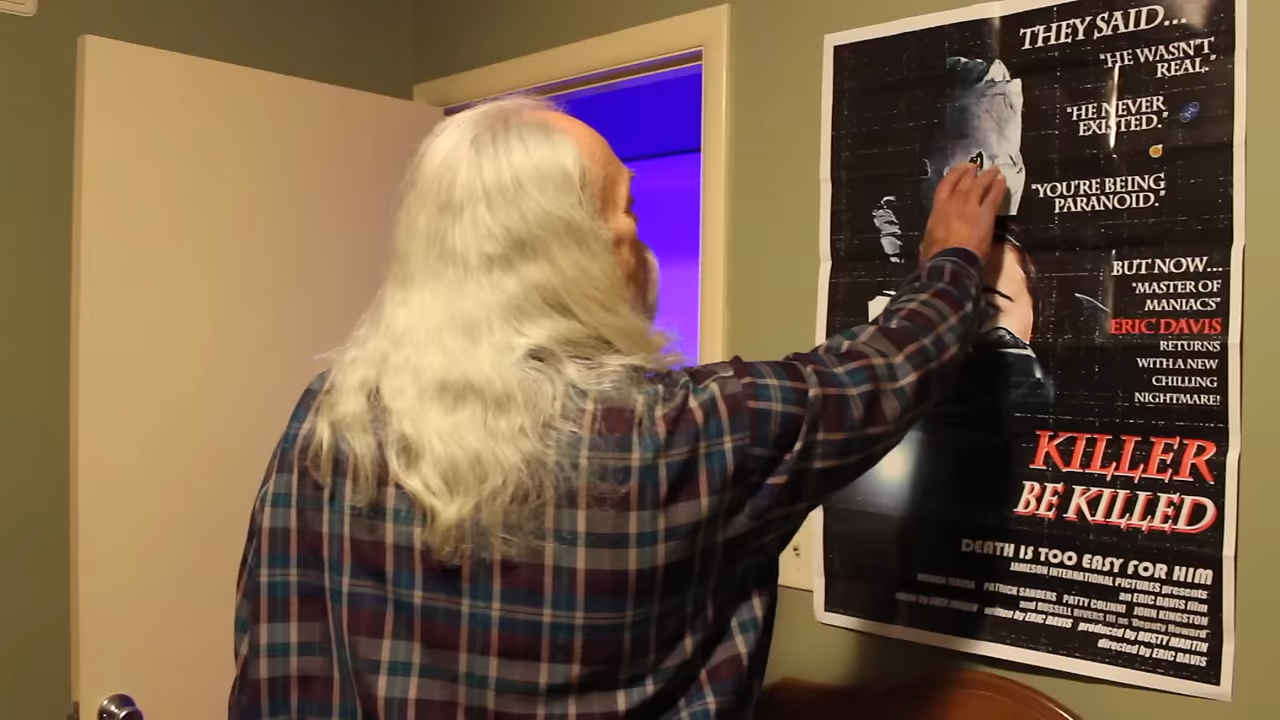 THEY SAID...
"HE WASN'T
REAL."
"HE NEVER
EXISTED."
"YOU'RE BEING
PARANOID."
BUT NOW...
"MASTER OF
MANIACS"
ERIC DAVIS
RETURNS
WITH A NEW
CHILLING
NIGHTMARE!
KILLER
BE KILLED
DEATH IS TOO EASY FOR HIM
JAMESON INTERNATIONAL PICTURES presents
an ERIC DAVIS film
PATRICK SANDERS PATTY COLINNI JOHN KINGSTON
and RUSSELL RIVERS III as 'Deputy Howard'
written by ERIC DAVIS produced by RUSTY MARTIN
directed by ERIC DAVIS